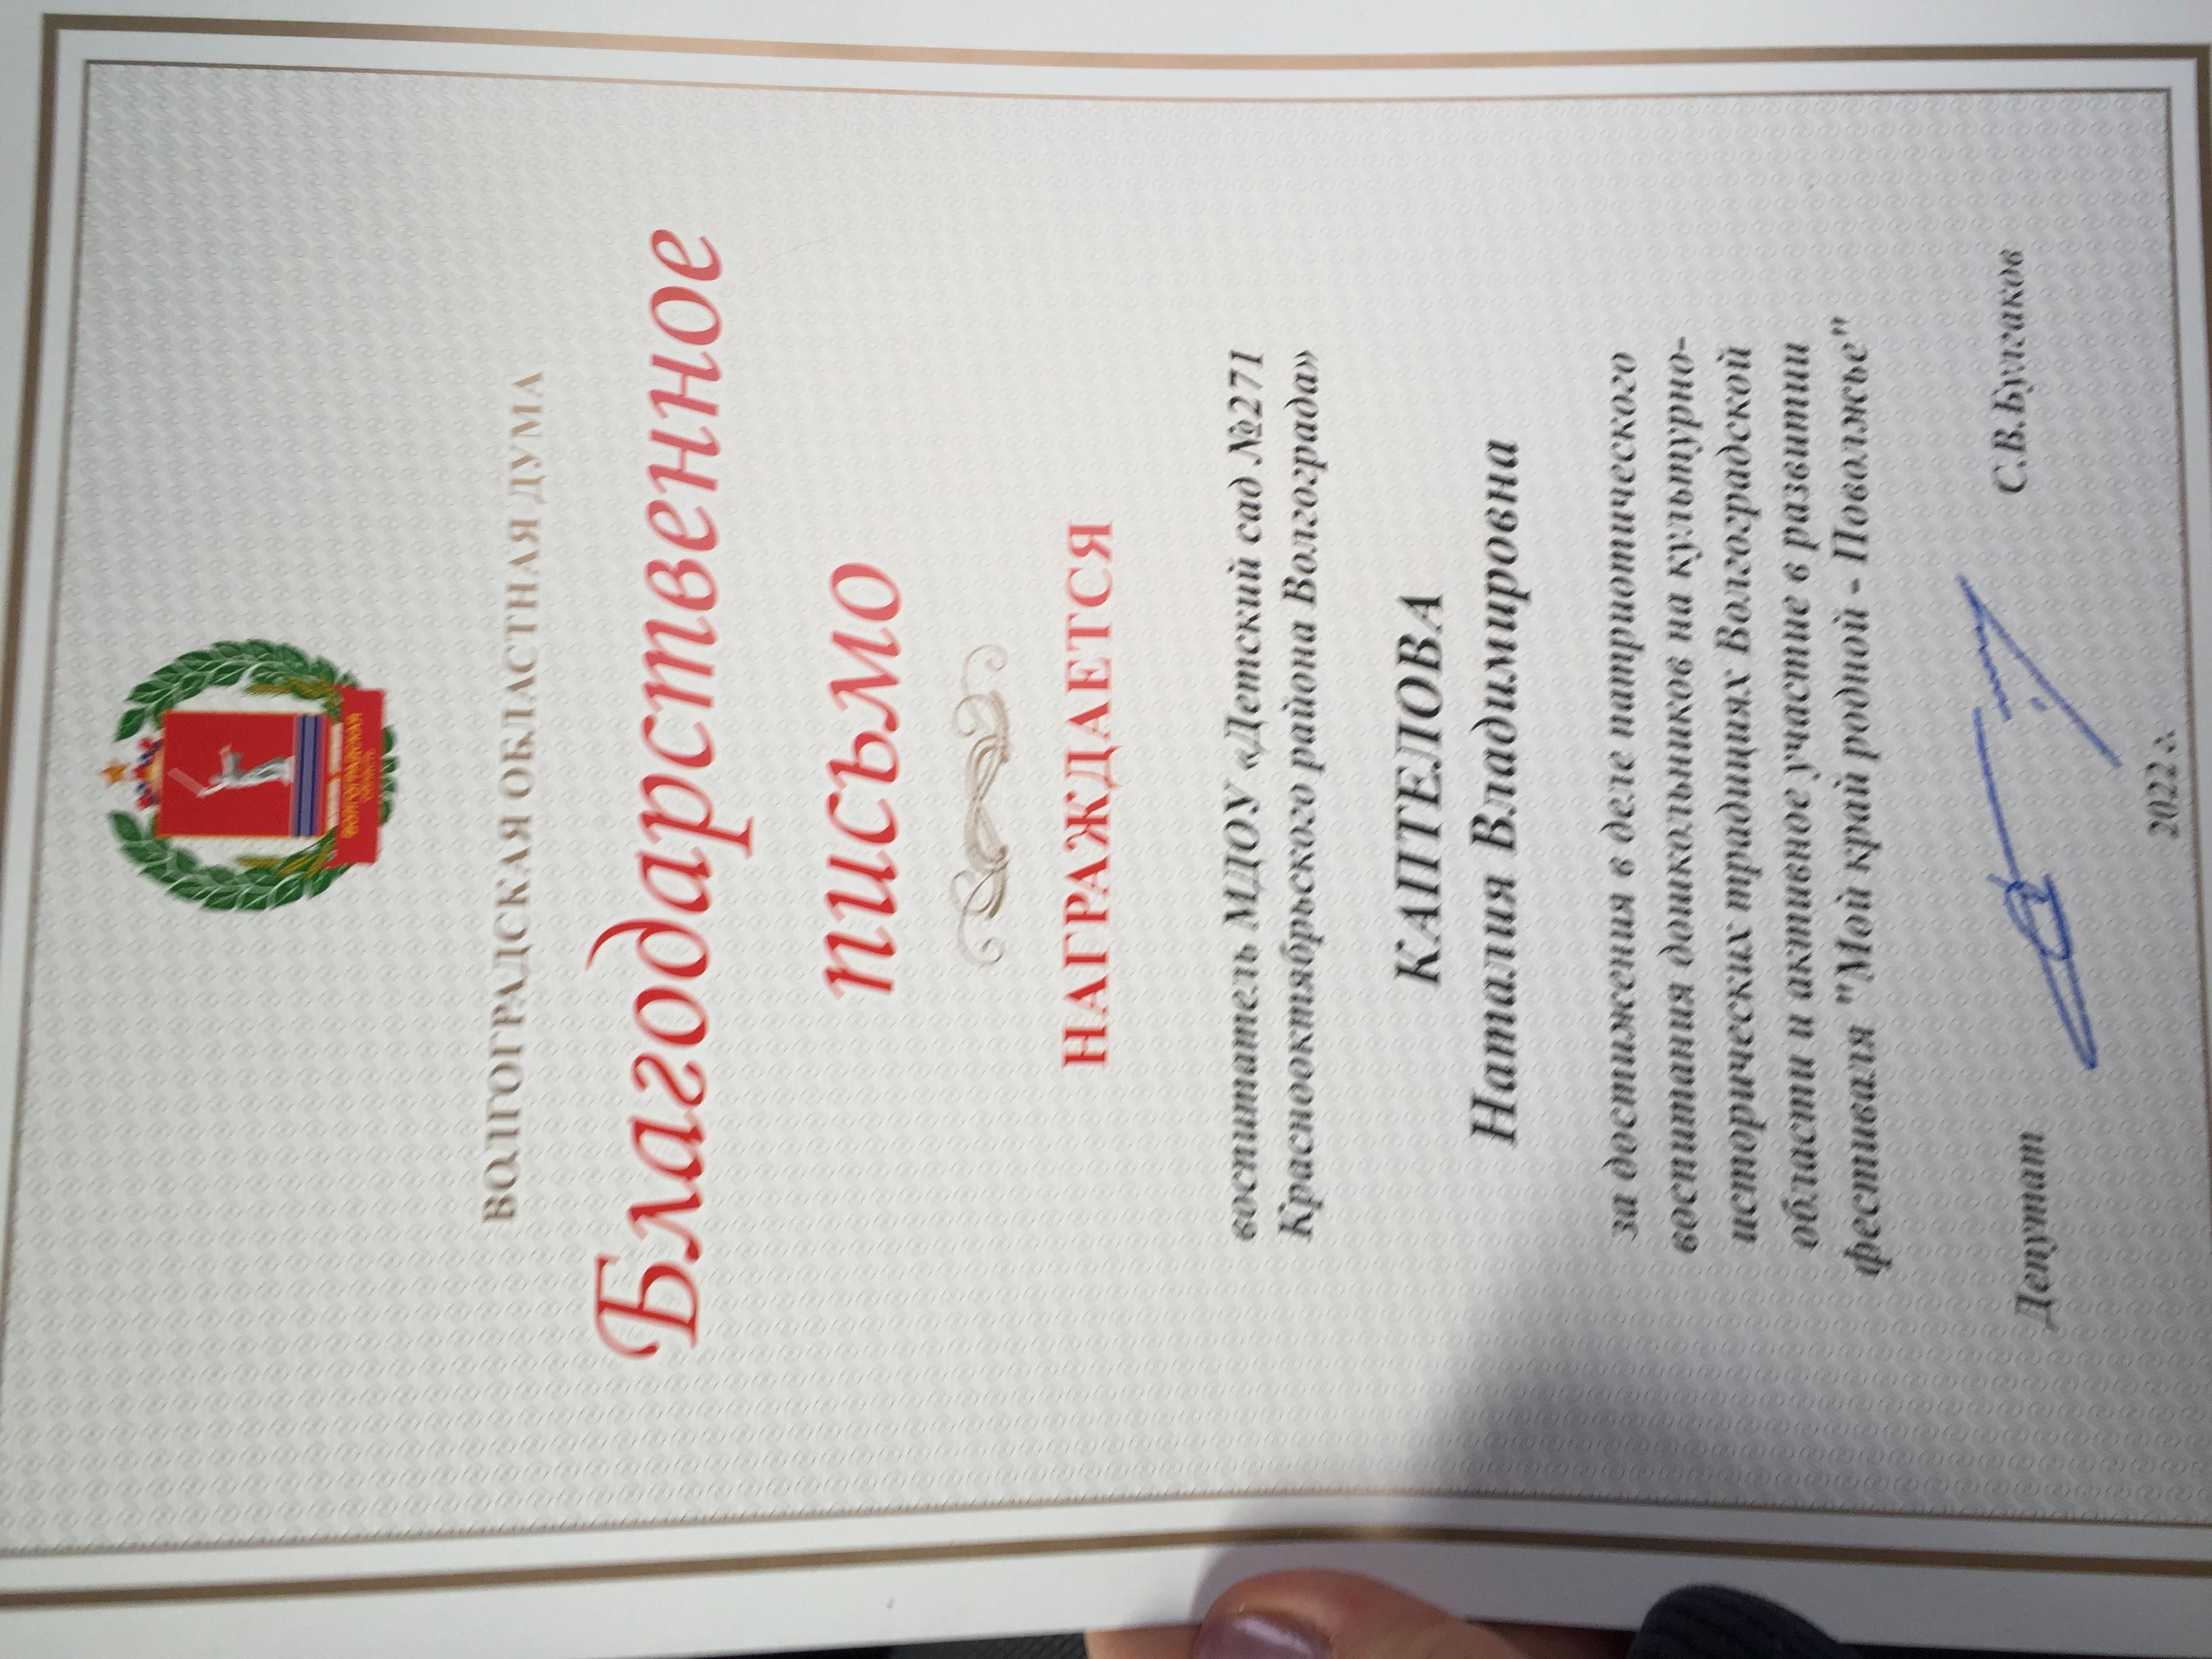 ВОЛГОГРАДСКАЯ
ОБЛАСТЬ
ВОЛГОГРАДСКАЯ ОБЛАСТНАЯ ДУМА
Благодарственное
письмо
НАГРАЖДАЕТСЯ
воспитатель МДОУ «Детский сад №271
Краснооктябрьского района Волгограда»
КАПТЕЛОВА
Наталия Владимировна
за достижения в деле патриотического
воспитания дошкольников на культурно-
исторических традициях Волгоградской
области и активное участие в развитии
фестиваля "Мой край родной - Поволжье"
Депутат С.В.Булгаков
2022 г.